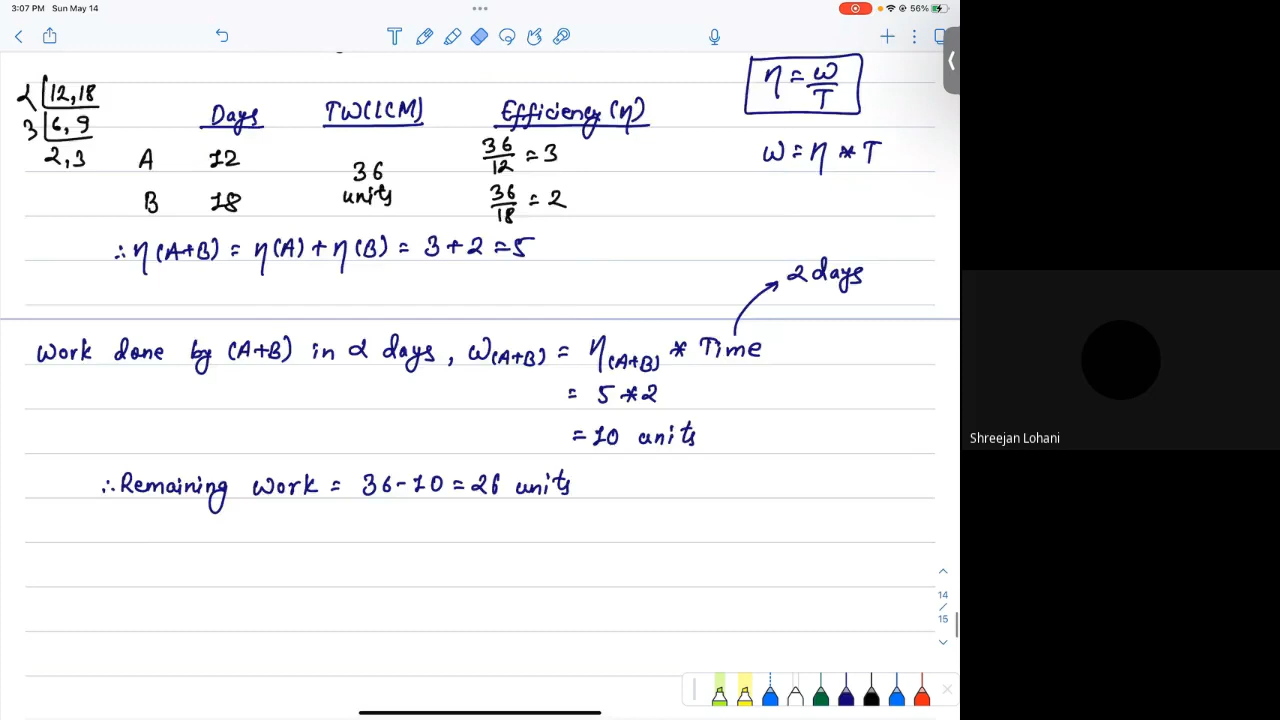 3:07 PM Sun May 14
56%
η = w/T
2 | 12, 18
3 | 6, 9
2, 3
Days TW(LCM) Efficiency (η)
A 12 36/12 = 3
36 units
B 18 36/18 = 2
w = η * T
∴ η (A+B) = η (A) + η (B) = 3 + 2 = 5
2 days
Work done by (A+B) in 2 days, w(A+B) = η(A+B) * Time
= 5 * 2
= 10 units
∴ Remaining work = 36 - 10 = 26 units
Shreejan Lohani
14
/
15